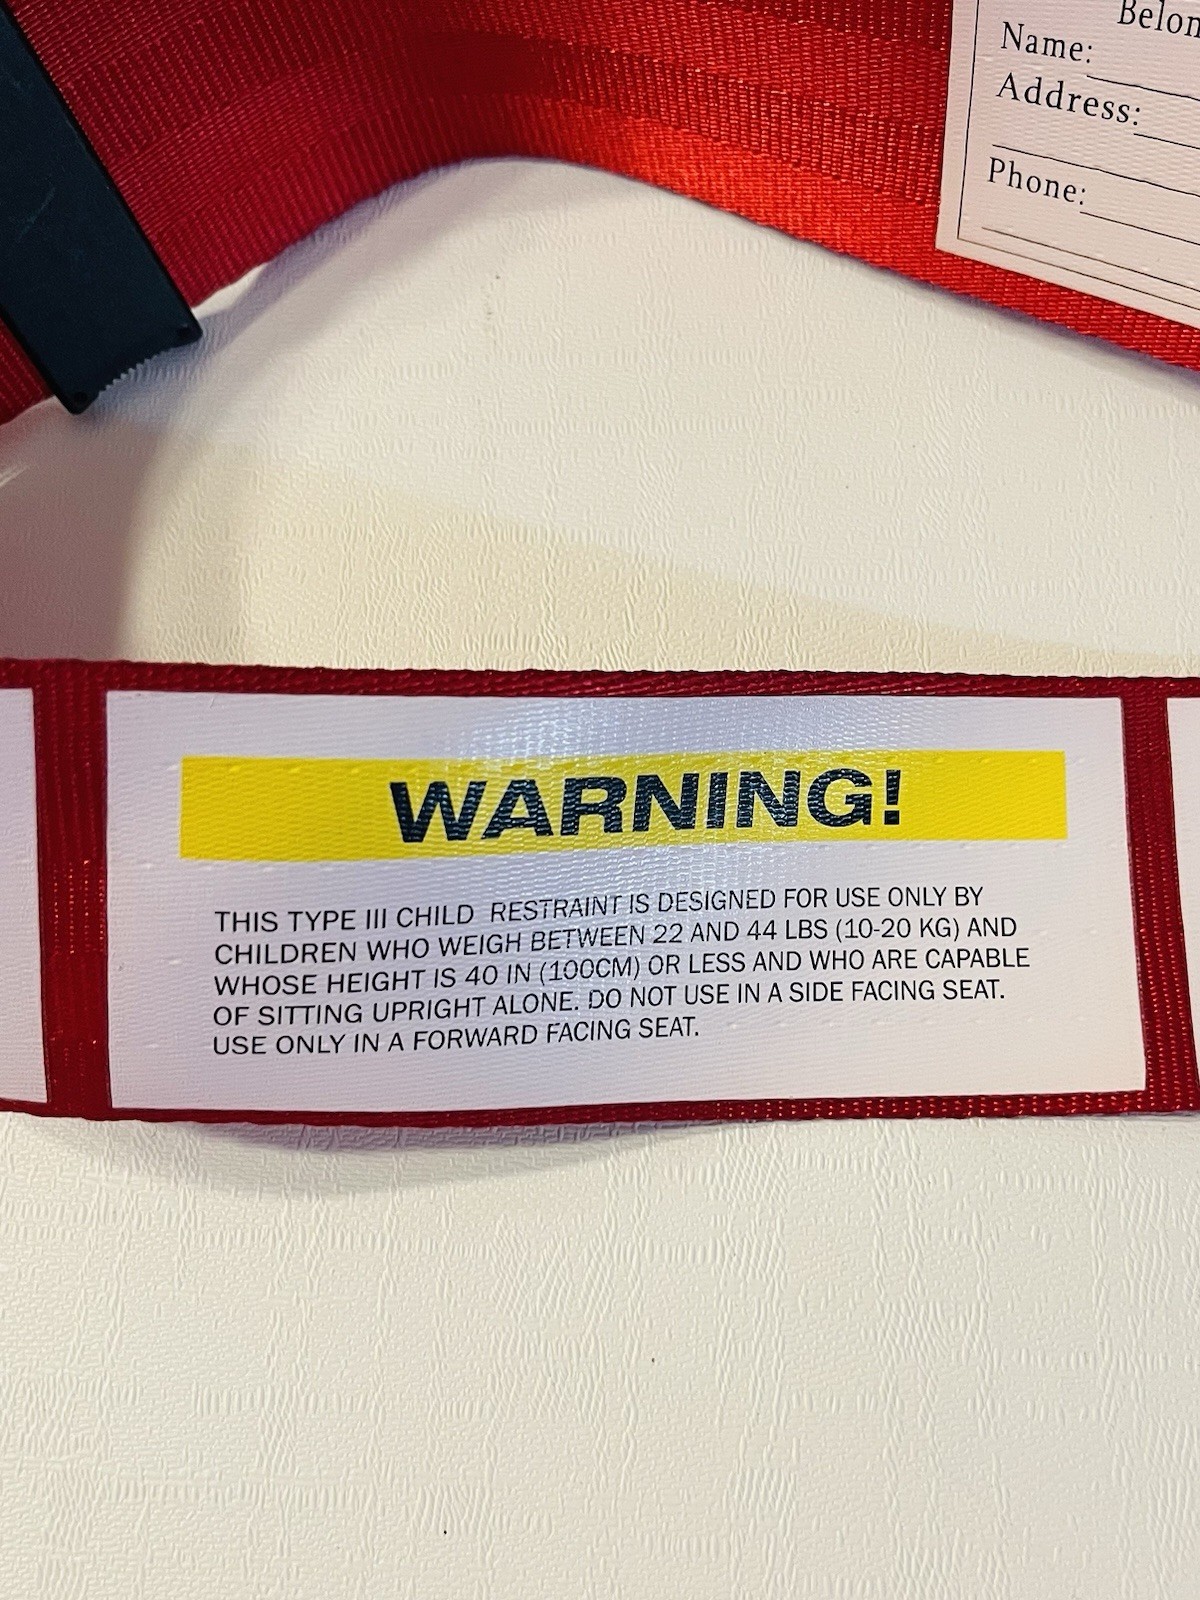 Name:
Address:
Phone:
WARNING!
THIS TYPE III CHILD RESTRAINT IS DESIGNED FOR USE ONLY BY
CHILDREN WHO WEIGH BETWEEN 22 AND 44 LBS (10-20 KG) AND
WHOSE HEIGHT IS 40 IN (100CM) OR LESS AND WHO ARE CAPABLE
OF SITTING UPRIGHT ALONE. DO NOT USE IN A SIDE FACING SEAT.
USE ONLY IN A FORWARD FACING SEAT.